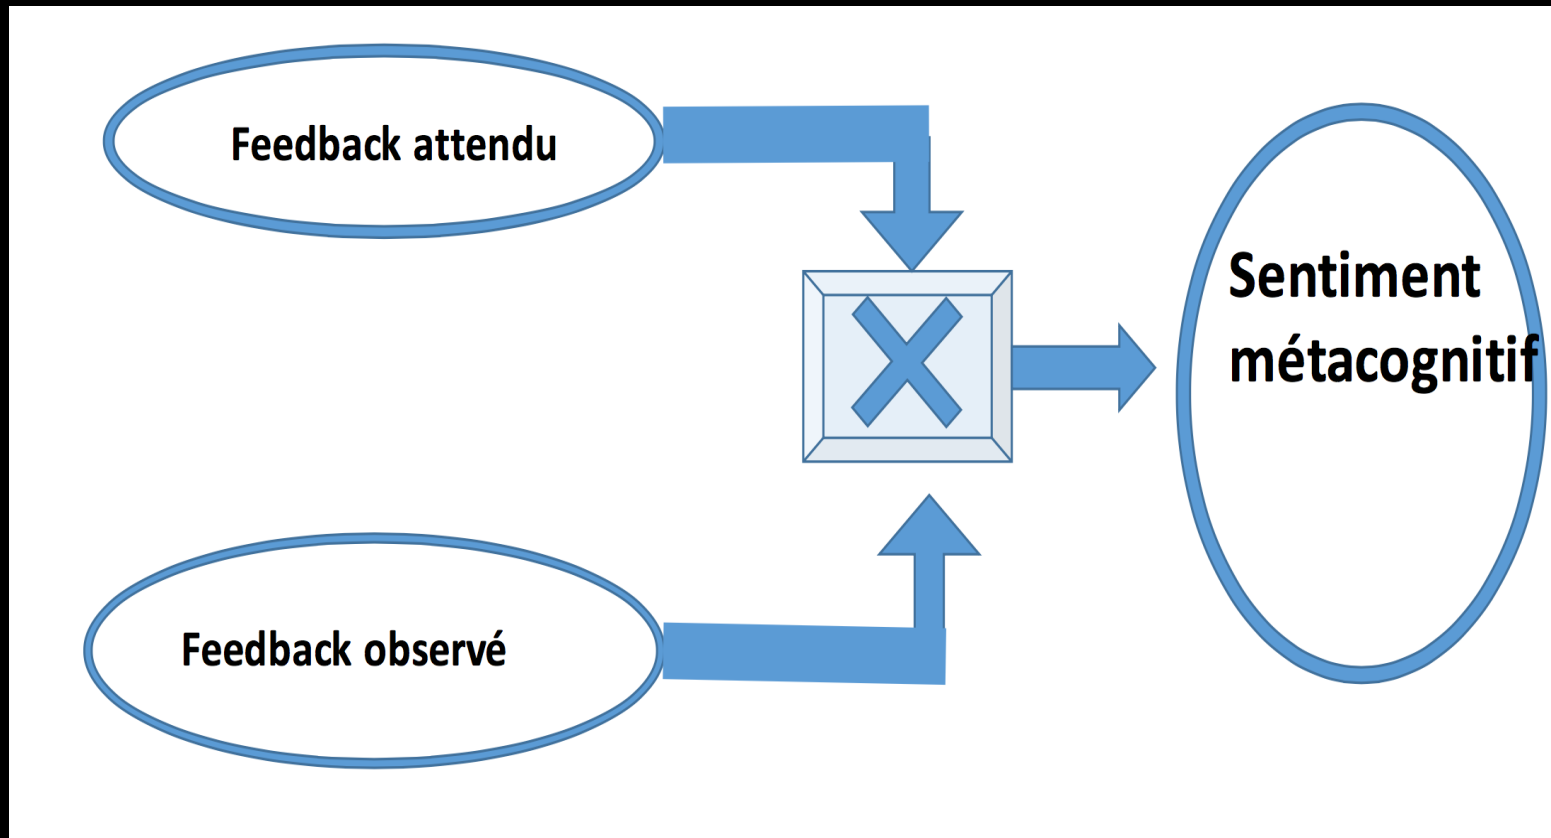 Feedback attendu
Sentiment
métacognitif
Feedback observé